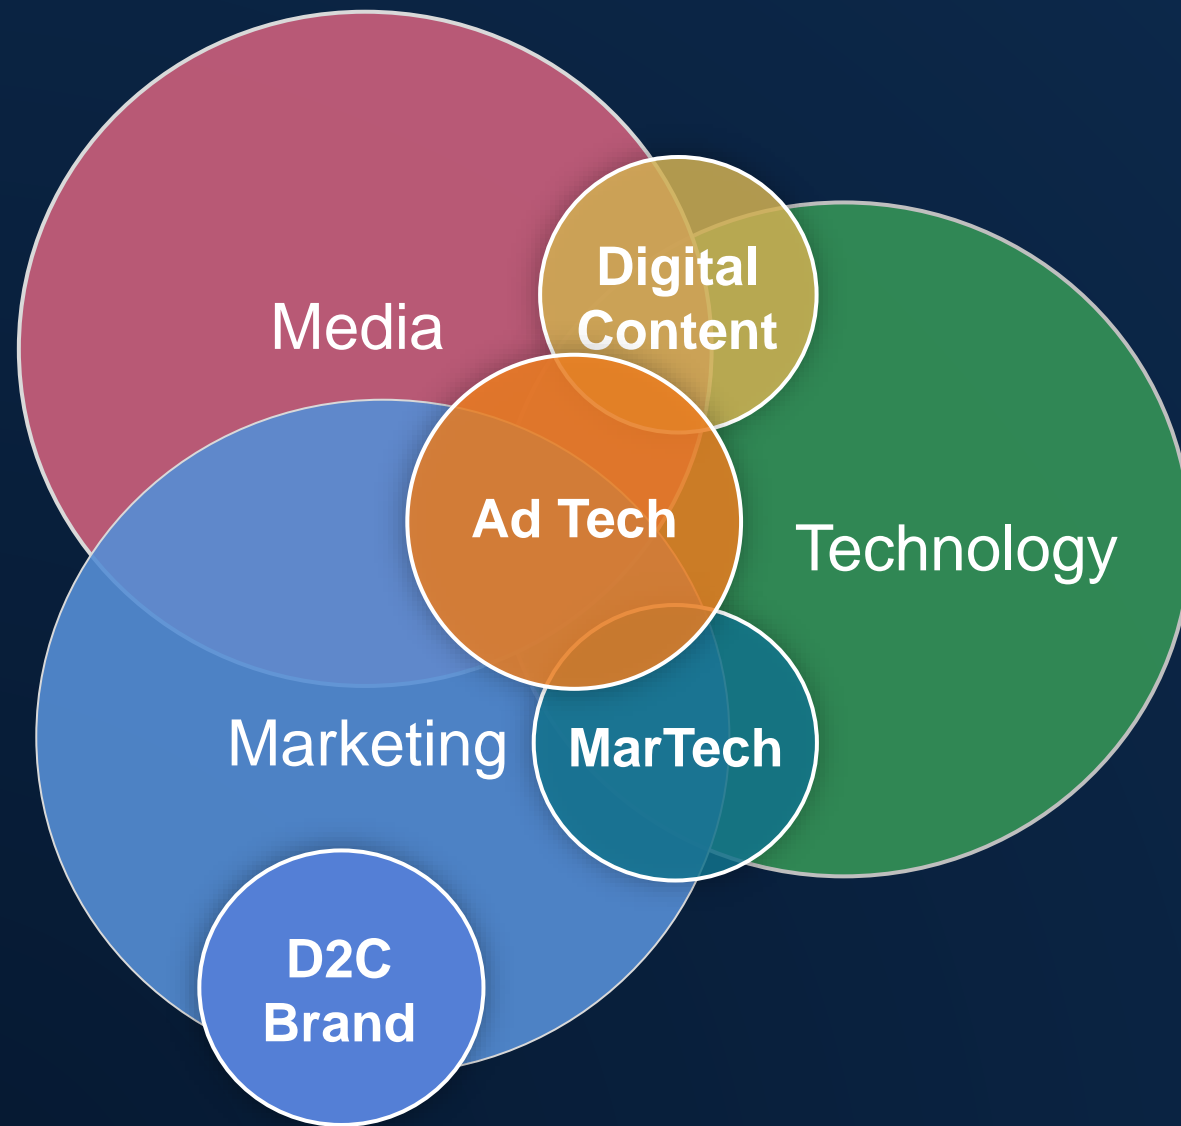 Digital
Content
Media
Ad Tech
Technology
Marketing
MarTech
D2C
Brand